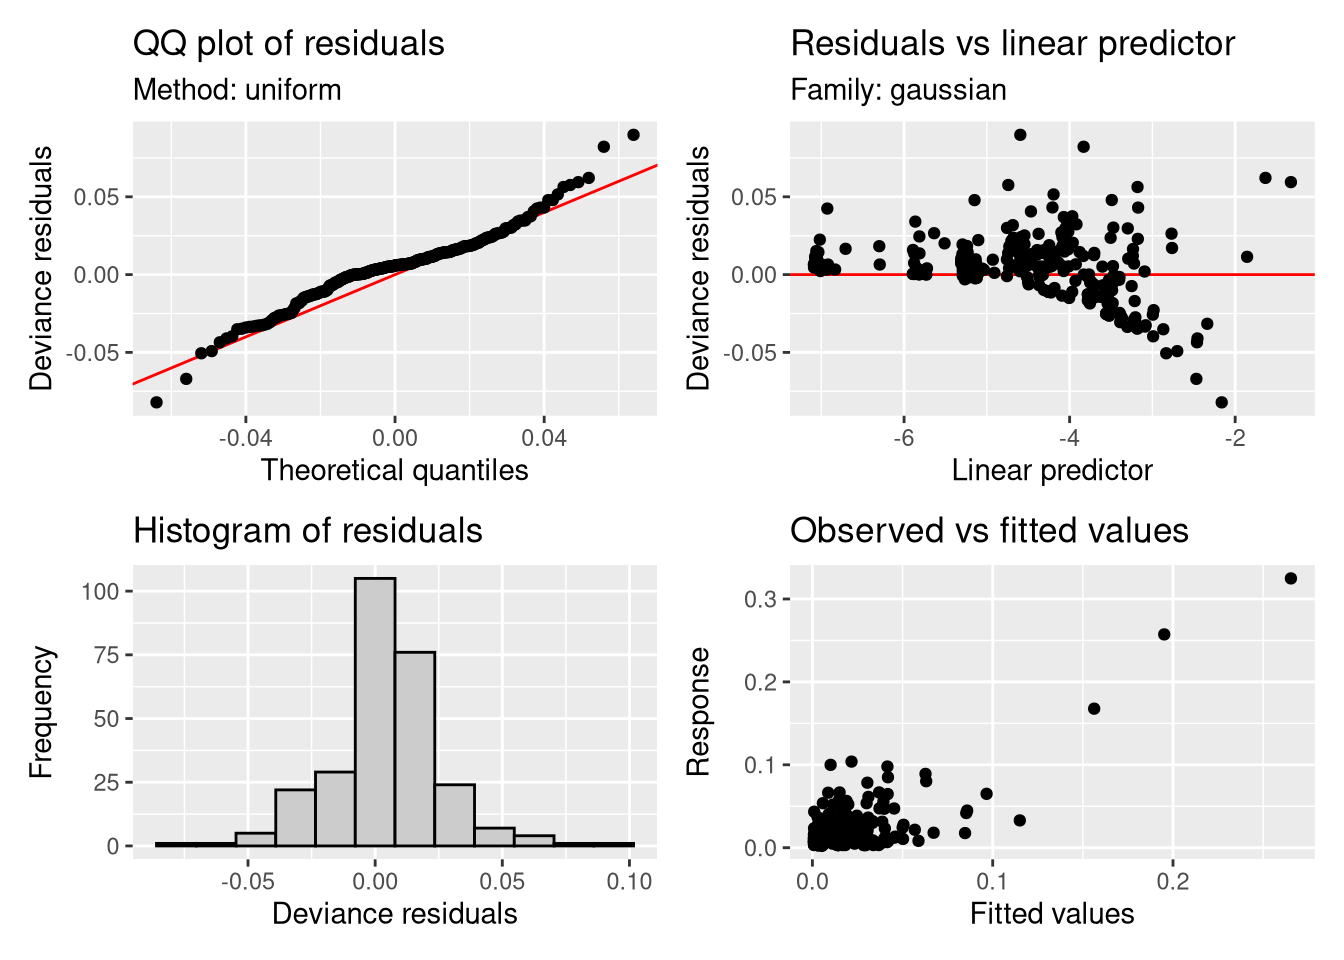 QQ plot of residuals
Method: uniform
Deviance residuals
0.05
0.00
-0.05
-0.04
0.00
0.04
Theoretical quantiles
Residuals vs linear predictor
Family: gaussian
Deviance residuals
0.05
0.00
-0.05
-6
-4
-2
Linear predictor
Histogram of residuals
Frequency
100
75
50
25
0
-0.05
0.00
0.05
0.10
Deviance residuals
Observed vs fitted values
Response
0.3
0.2
0.1
0.0
0.0
0.1
0.2
Fitted values